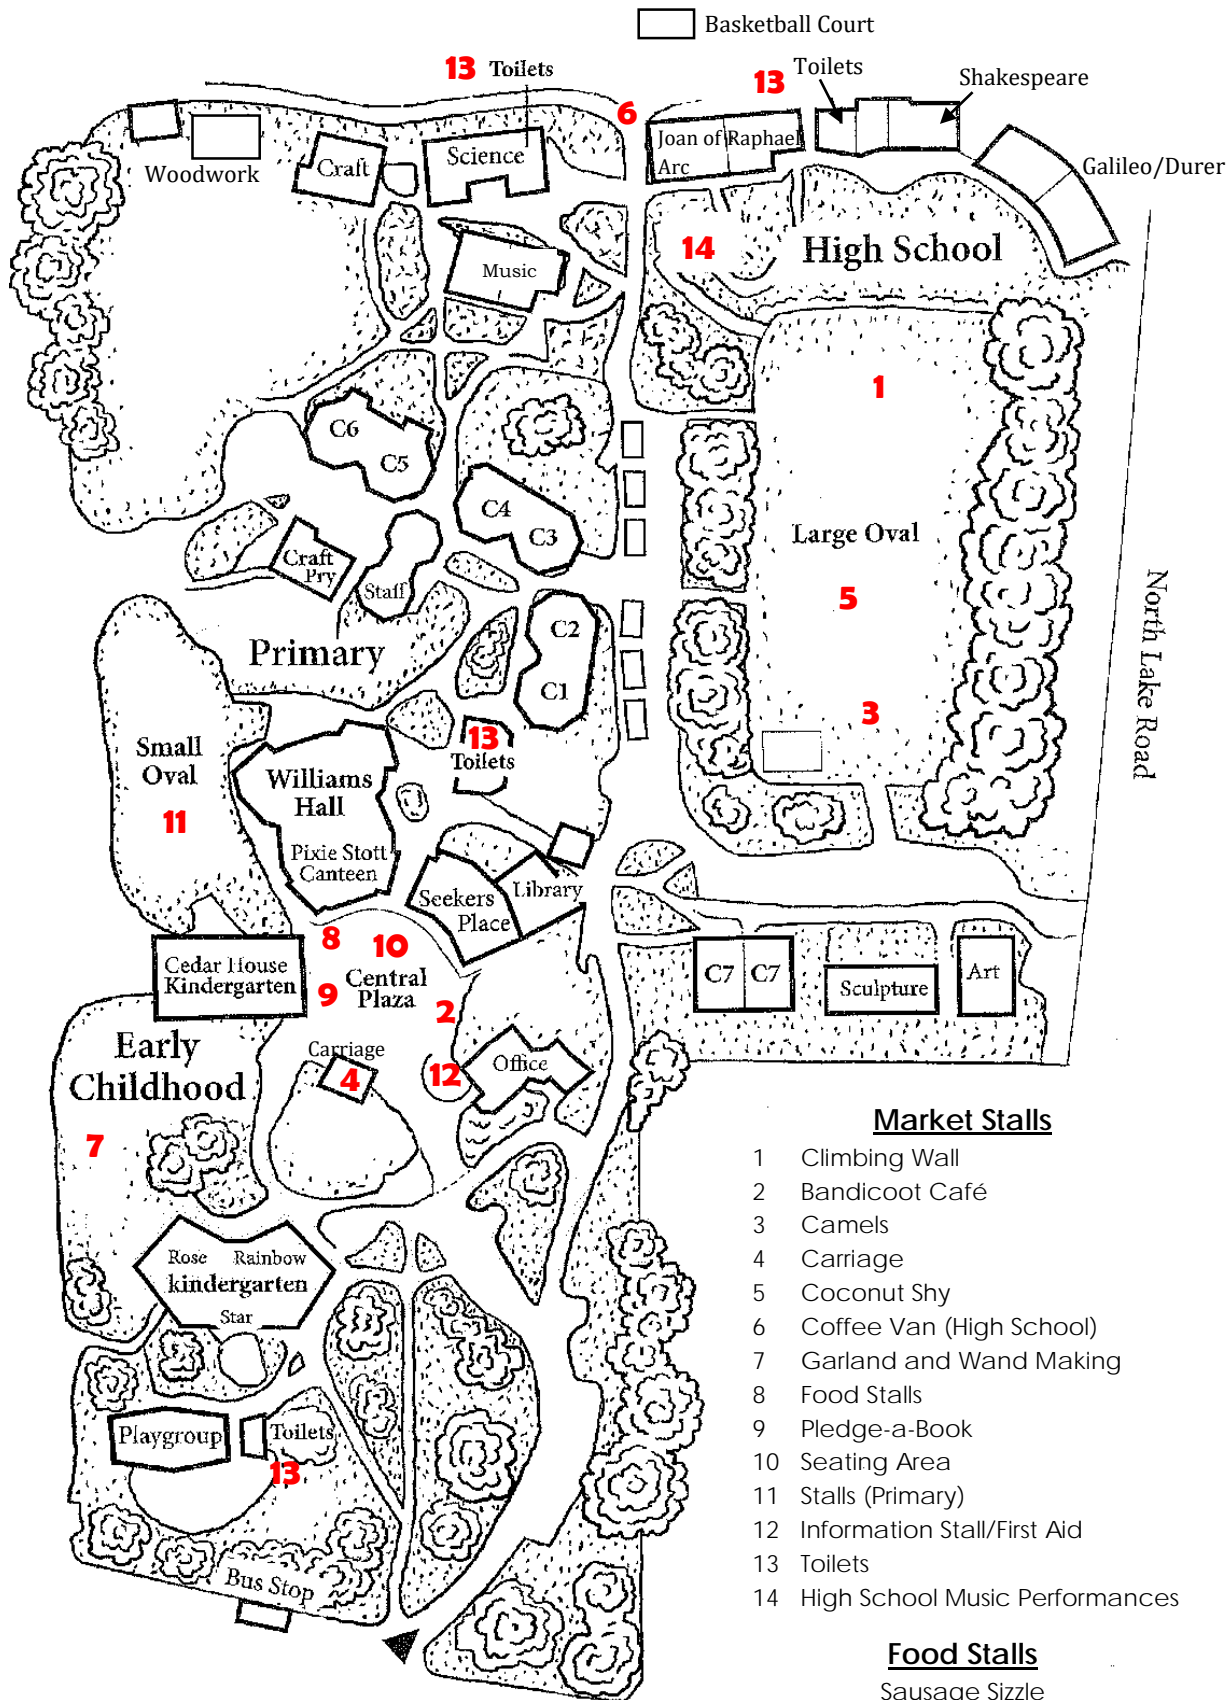 Basketball Court
13 Toilets
13
Toilets
Shakespeare
6
Joan of
Arc
Raphael
Galileo/Durer
Woodwork
Craft
Science
Music
14
High School
1
C6
C5
C4
C3
Large Oval
5
Craft
Pry
Staff
North Lake Road
C2
C1
Primary
3
13
Toilets
Small
Oval
11
Williams
Hall
Pixie Stott
Canteen
Seekers
Place
Library
8
10
Central
Plaza
9
2
Cedar House
Kindergarten
C7
C7
Sculpture
Art
Early
Childhood
Carriage
4
12
Office
7
Rose
Rainbow
kindergarten
Star
Playgroup
Toilets
13
Bus Stop
Market Stalls
1 Climbing Wall
2 Bandicoot Café
3 Camels
4 Carriage
5 Coconut Shy
6 Coffee Van (High School)
7 Garland and Wand Making
8 Food Stalls
9 Pledge-a-Book
10 Seating Area
11 Stalls (Primary)
12 Information Stall/First Aid
13 Toilets
14 High School Music Performances
Food Stalls
Sausage Sizzle